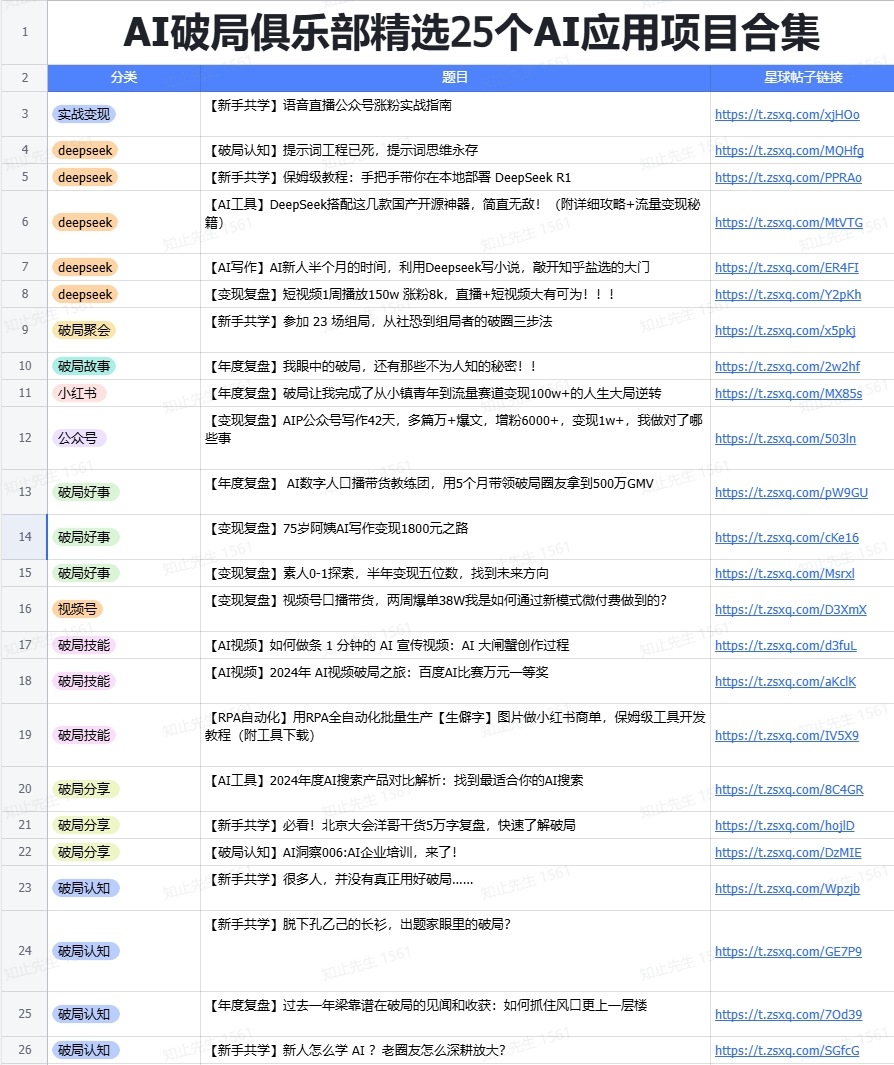 1
AI破局俱乐部精选25个AI应用项目合集
2 分类 题目 星球帖子链接
3 实战变现 【新手共学】语音直播公众号涨粉实战指南 https://t.zsxq.com/xjHOo
4 deepseek 【破局认知】提示词工程已死，提示词思维永存 https://t.zsxq.com/MQHfg
5 deepseek 【新手共学】保姆级教程：手把手带你在本地部署 DeepSeek R1 https://t.zsxq.com/PPRAo
6 deepseek 【AI工具】DeepSeek搭配这几款国产开源神器，简直无敌！（附详细攻略+流量变现秘
籍） https://t.zsxq.com/MtVTG
7 deepseek 【AI写作】AI新人半个月的时间，利用Deepseek写小说，敲开知乎盐选的大门 https://t.zsxq.com/ER4FI
8 deepseek 【变现复盘】短视频1周播放150w 涨粉8k，直播+短视频大有可为！！！ https://t.zsxq.com/Y2pKh
9 破局聚会 【新手共学】参加 23 场组局，从社恐到组局者的破圈三步法 https://t.zsxq.com/x5pkj
10 破局故事 【年度复盘】我眼中的破局，还有那些不为人知的秘密！！ https://t.zsxq.com/2w2hf
11 小红书 【年度复盘】破局让我完成了从小镇青年到流量赛道变现100w+的人生大局逆转 https://t.zsxq.com/MX85s
12 公众号 【变现复盘】AIP公众号写作42天，多篇万+爆文，增粉6000+，变现1w+，我做对了哪
些事 https://t.zsxq.com/503ln
13 破局好事 【年度复盘】 AI数字人口播带货教练团，用5个月带领破局圈友拿到500万GMV https://t.zsxq.com/pW9GU
14 破局好事 【变现复盘】75岁阿姨AI写作变现1800元之路 https://t.zsxq.com/cKe16
15 破局好事 【变现复盘】素人0-1探索，半年变现五位数，找到未来方向 https://t.zsxq.com/Msrxl
16 视频号 【变现复盘】视频号口播带货，两周爆单38W我是如何通过新模式微付费做到的？ https://t.zsxq.com/D3XmX
17 破局技能 【AI视频】如何做条 1 分钟的 AI 宣传视频：AI 大闸蟹创作过程 https://t.zsxq.com/d3fuL
18 破局技能 【AI视频】2024年 AI视频破局之旅：百度AI比赛万元一等奖 https://t.zsxq.com/aKclK
19 破局技能 【RPA自动化】用RPA全自动化批量生产【生僻字】图片做小红书商单，保姆级工具开发
教程（附工具下载） https://t.zsxq.com/IV5X9
20 破局分享 【AI工具】2024年度AI搜索产品对比解析：找到最适合你的AI搜索 https://t.zsxq.com/8C4GR
21 破局分享 【新手共学】必看！北京大会洋哥干货5万字复盘，快速了解破局 https://t.zsxq.com/hojlD
22 破局分享 【破局认知】AI洞察006:AI企业培训，来了！ https://t.zsxq.com/DzMIE
23 破局认知 【新手共学】很多人，并没有真正用好破局…… https://t.zsxq.com/Wpzjb
24 破局认知 【新手共学】脱下孔乙己的长衫，出题家眼里的破局？ https://t.zsxq.com/GE7P9
25 破局认知 【年度复盘】过去一年梁靠谱在破局的见闻和收获：如何抓住风口更上一层楼 https://t.zsxq.com/7Od39
26 破局认知 【新手共学】新人怎么学 AI ？老圈友怎么深耕放大？ https://t.zsxq.com/SGfcG
知止先生 1561